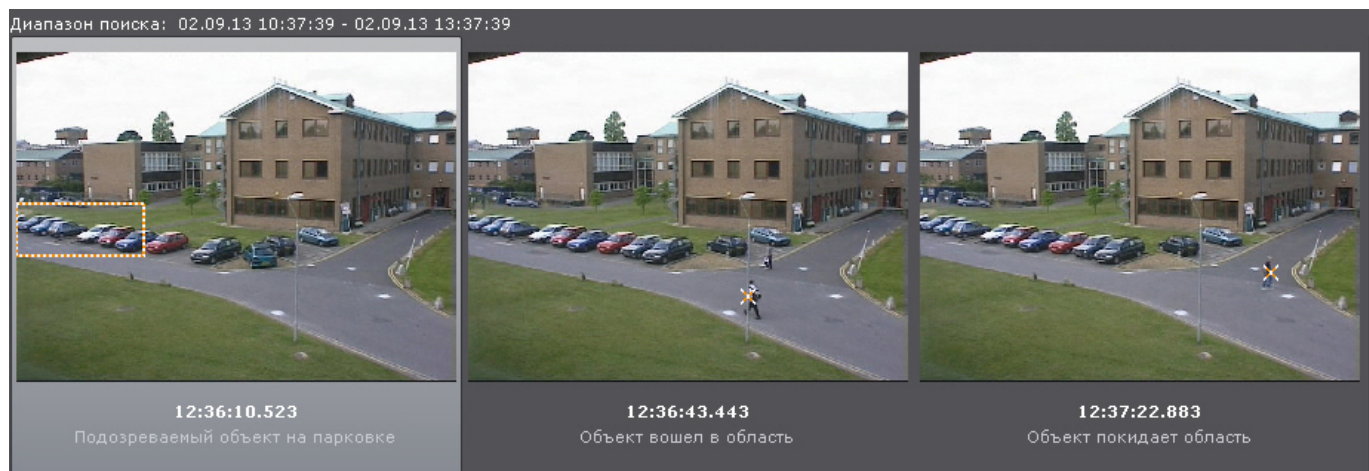 Диапазон поиска: 02.09.13 10:37:39 - 02.09.13 13:37:39
12:36:10.523
Подозреваемый объект на парковке
12:36:43.443
Объект вошел в область
12:37:22.883
Объект покидает область